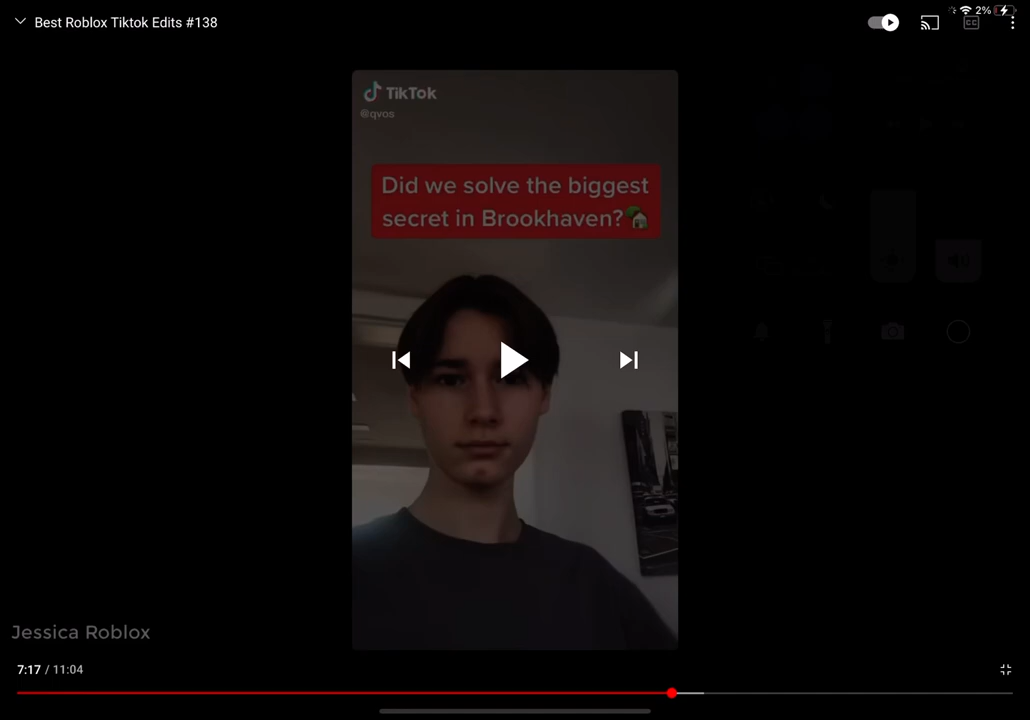 Best Roblox Tiktok Edits #138
2%
CC
TikTok
@qvos
Did we solve the biggest
secret in Brookhaven?
Jessica Roblox
7:17 / 11:04